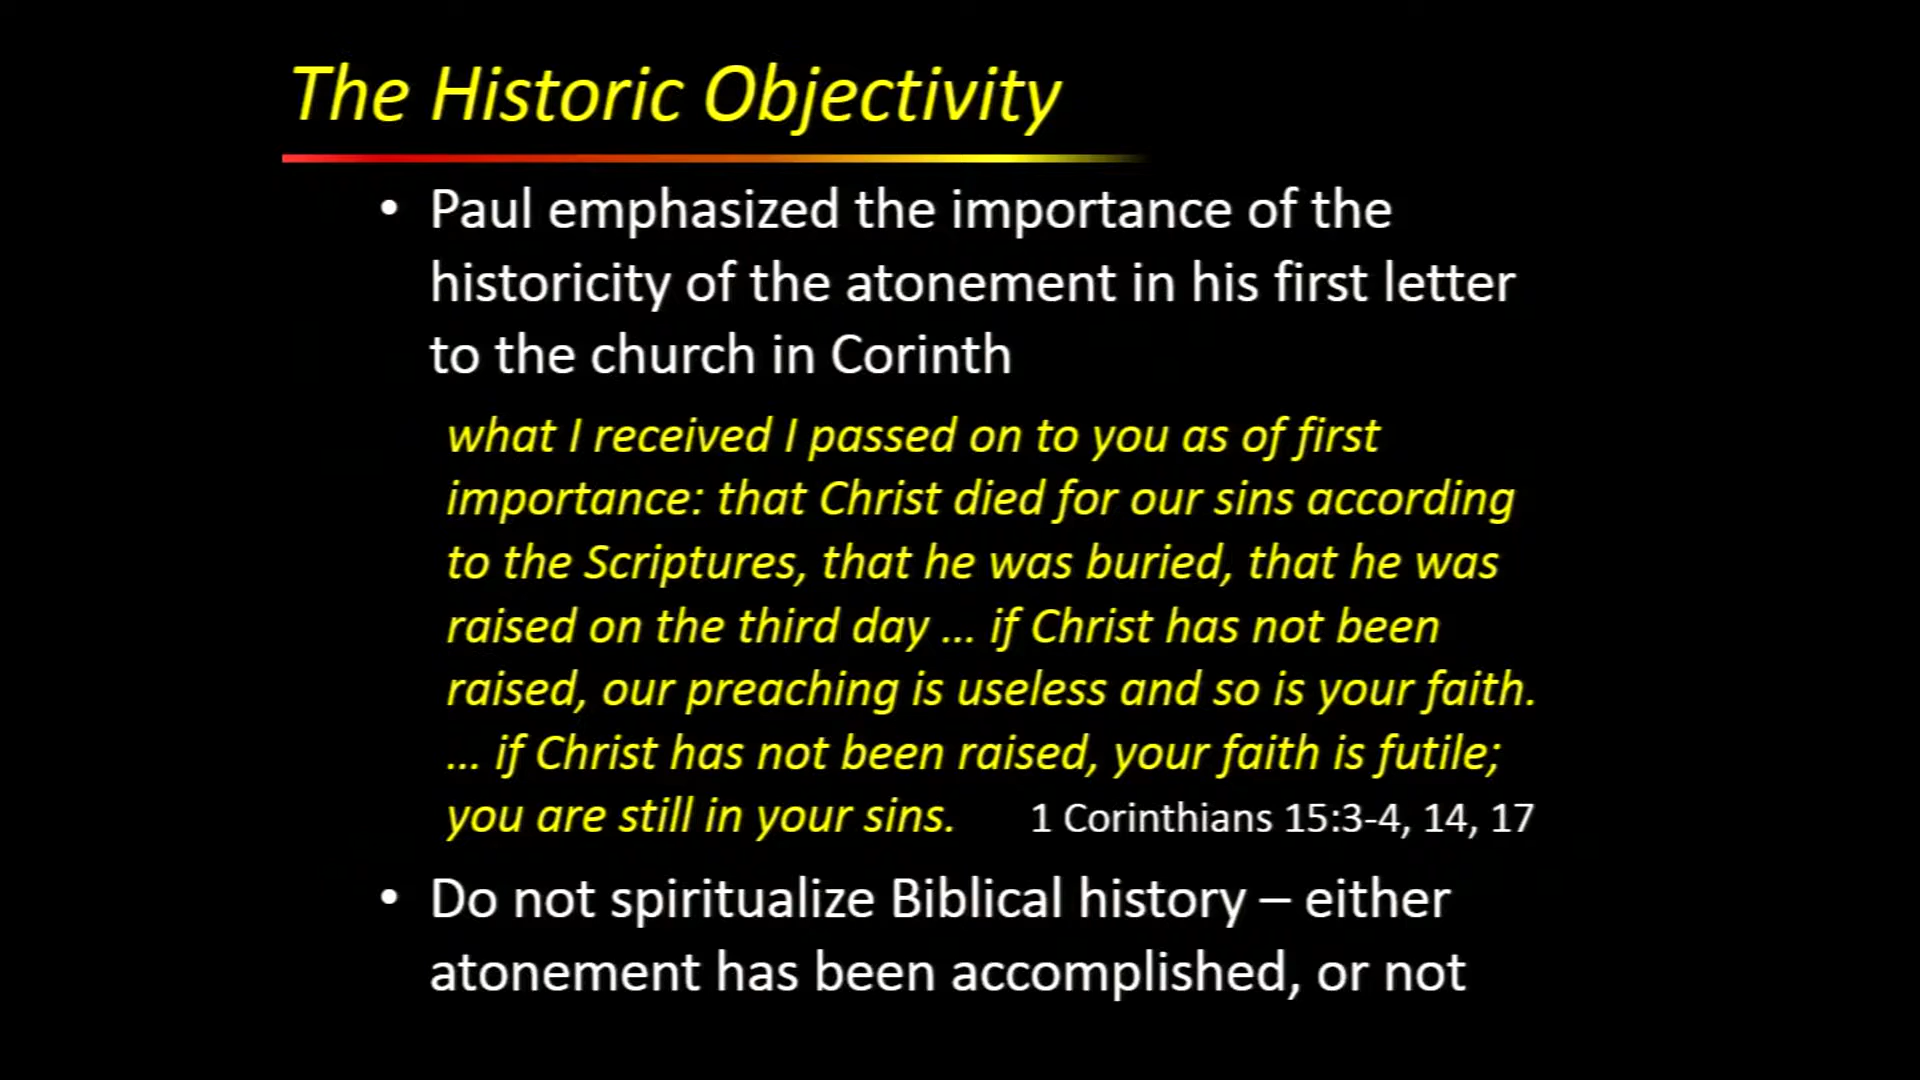 The Historic Objectivity
• Paul emphasized the importance of the
historicity of the atonement in his first letter
to the church in Corinth
what I received I passed on to you as of first
importance: that Christ died for our sins according
to the Scriptures, that he was buried, that he was
raised on the third day … if Christ has not been
raised, our preaching is useless and so is your faith.
… if Christ has not been raised, your faith is futile;
you are still in your sins. 1 Corinthians 15:3-4, 14, 17
• Do not spiritualize Biblical history – either
atonement has been accomplished, or not